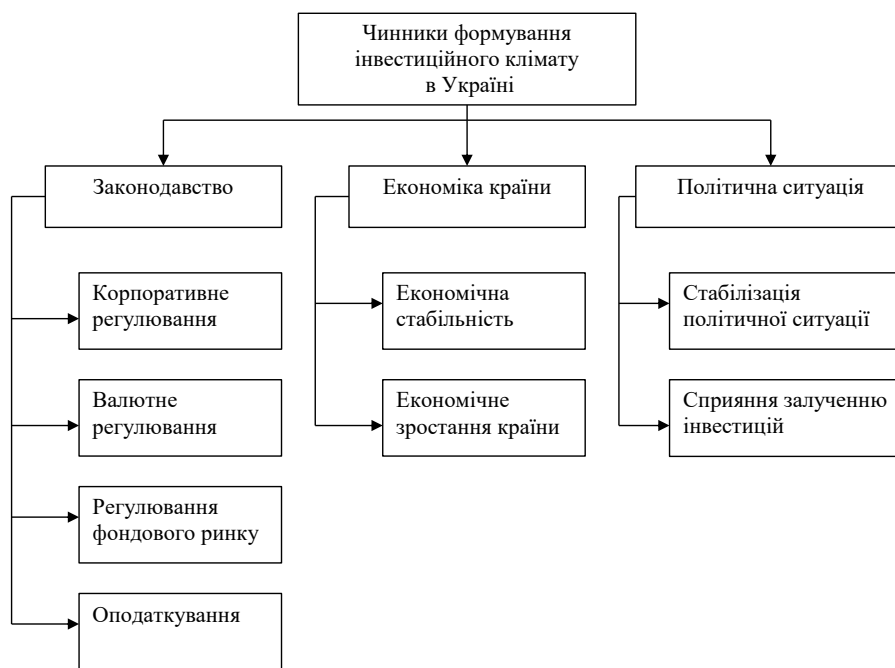 Чинники формування
інвестиційного клімату
в Україні
Законодавство
Економіка країни
Політична ситуація
Корпоративне
регулювання
Економічна
стабільність
Стабілізація
політичної ситуації
Валютне
регулювання
Економічне
зростання країни
Сприяння залученню
інвестицій
Регулювання
фондового ринку
Оподаткування